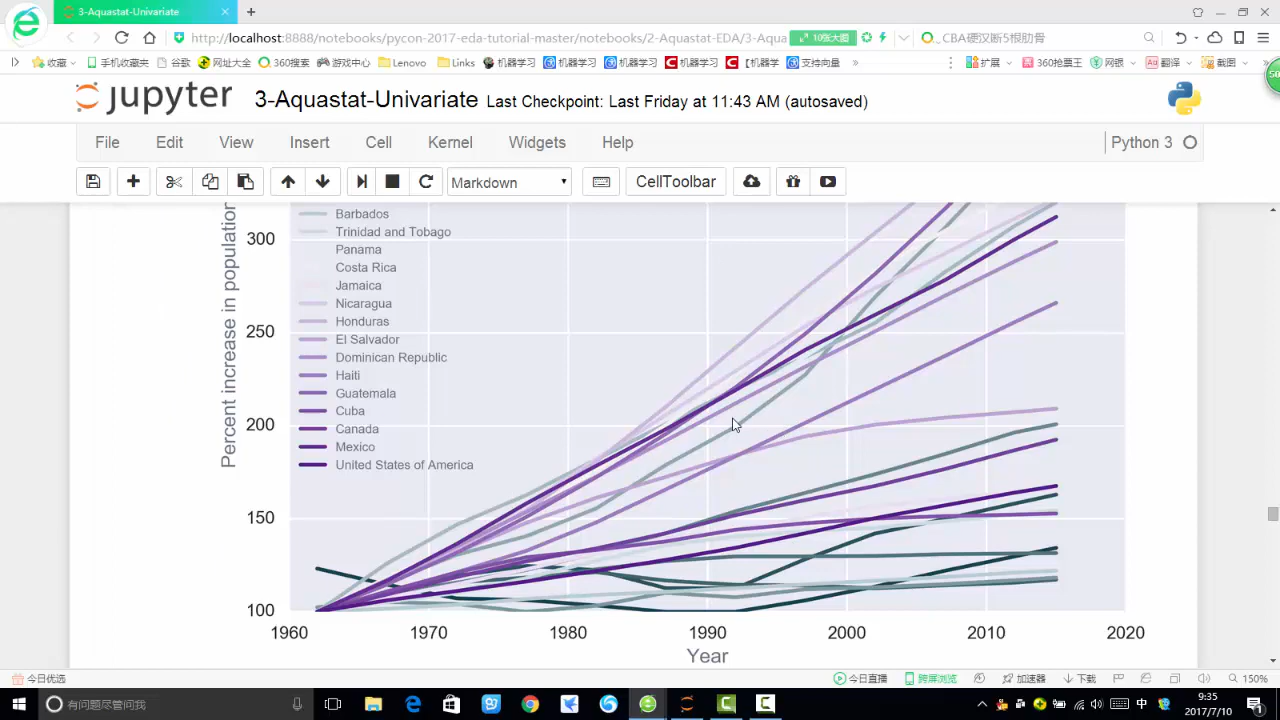 3-Aquastat-Univariate
http://localhost:8888/notebooks/pycon-2017-eda-tutorial-master/notebooks/2-Aquastat-EDA/3-Aqua
10张大图
CBA硬汉断5根肋骨
收藏 手机收藏夹 谷歌 网址大全 360搜索 游戏中心 Lenovo Links 机器学习 机器学习 机器学习 机器学习 【机器学 支持向量 » 扩展 360抢票王 网银 翻译 截图 »
jupyter 3-Aquastat-Univariate Last Checkpoint: Last Friday at 11:43 AM (autosaved)
File Edit View Insert Cell Kernel Widgets Help Python 3
Markdown CellToolbar
Percent increase in population
300
250
200
150
100
Barbados
Trinidad and Tobago
Panama
Costa Rica
Jamaica
Nicaragua
Honduras
El Salvador
Dominican Republic
Haiti
Guatemala
Cuba
Canada
Mexico
United States of America
1960 1970 1980 1990 2000 2010 2020
Year
今日优选 今日直播 跨屏浏览 加速器 下载 150%
有问题尽管问我
中
9:35
2017/7/10